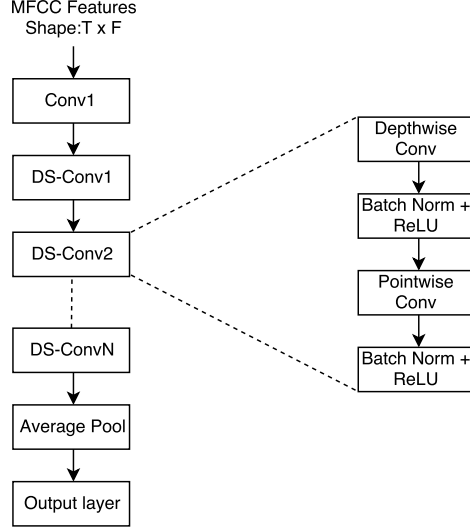 MFCC Features
Shape:T x F
Conv1
DS-Conv1
DS-Conv2
DS-ConvN
Average Pool
Output layer
Depthwise
Conv
Batch Norm +
ReLU
Pointwise
Conv
Batch Norm +
ReLU